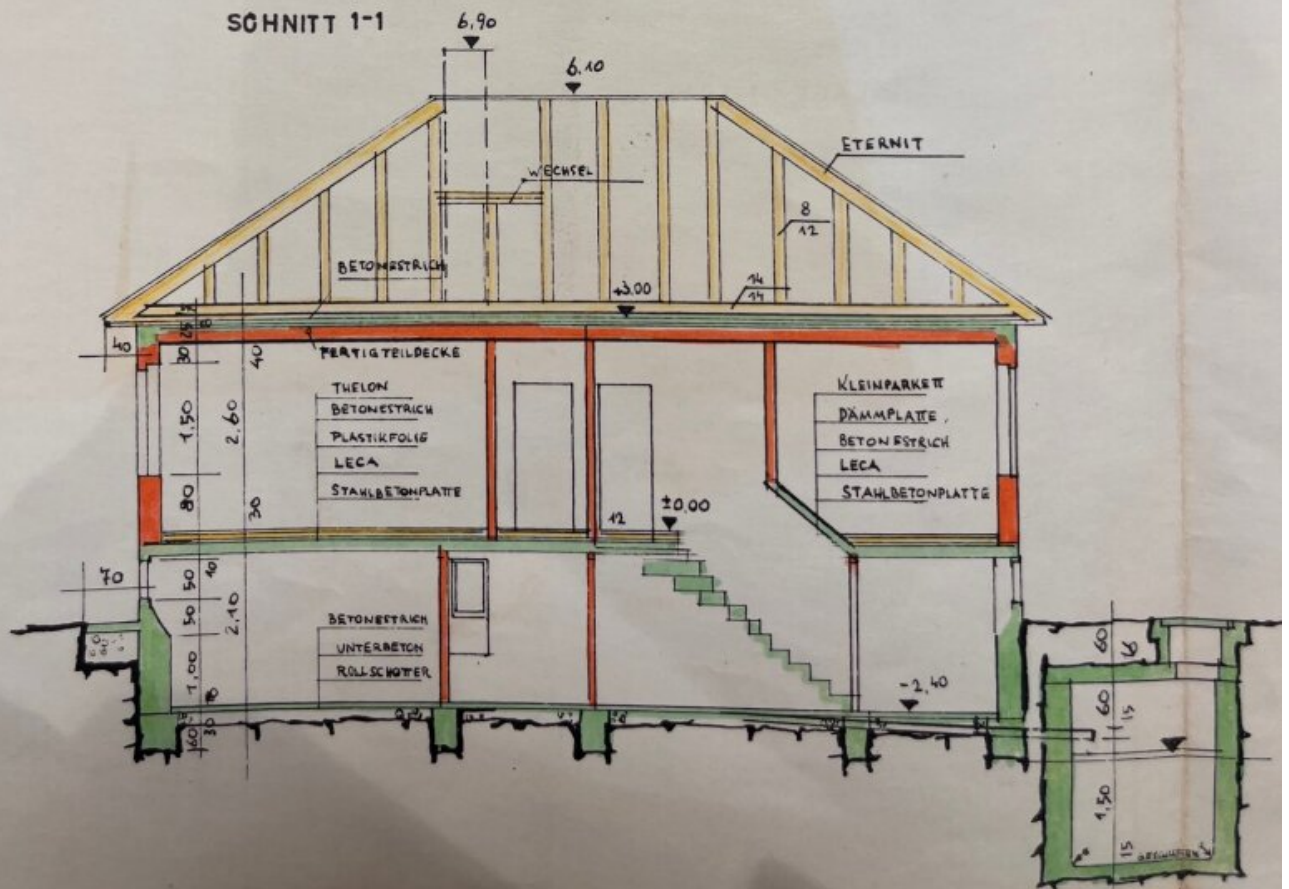 SCHNITT 1-1
6.90
6.10
ETERNIT
WECHSEL
8
12
BETONESTRICH
14
14
+3.00
40
25
30
40
FERTIGTEILDECKE
THELON
BETONESTRICH
PLASTIKFOLIE
LECA
STAHLBETONPLATTE
KLEINPARKETT
DÄMMPLATTE,
BETONESTRICH
LECA
STAHLBETONPLATTE
1,50
2.60
80
30
12
±0,00
70
50
10
50
2.10
1,00
BETONESTRICH
UNTERBETON
ROLLSCHOTTER
-2,40
60
30
60
60
15
1,50
15